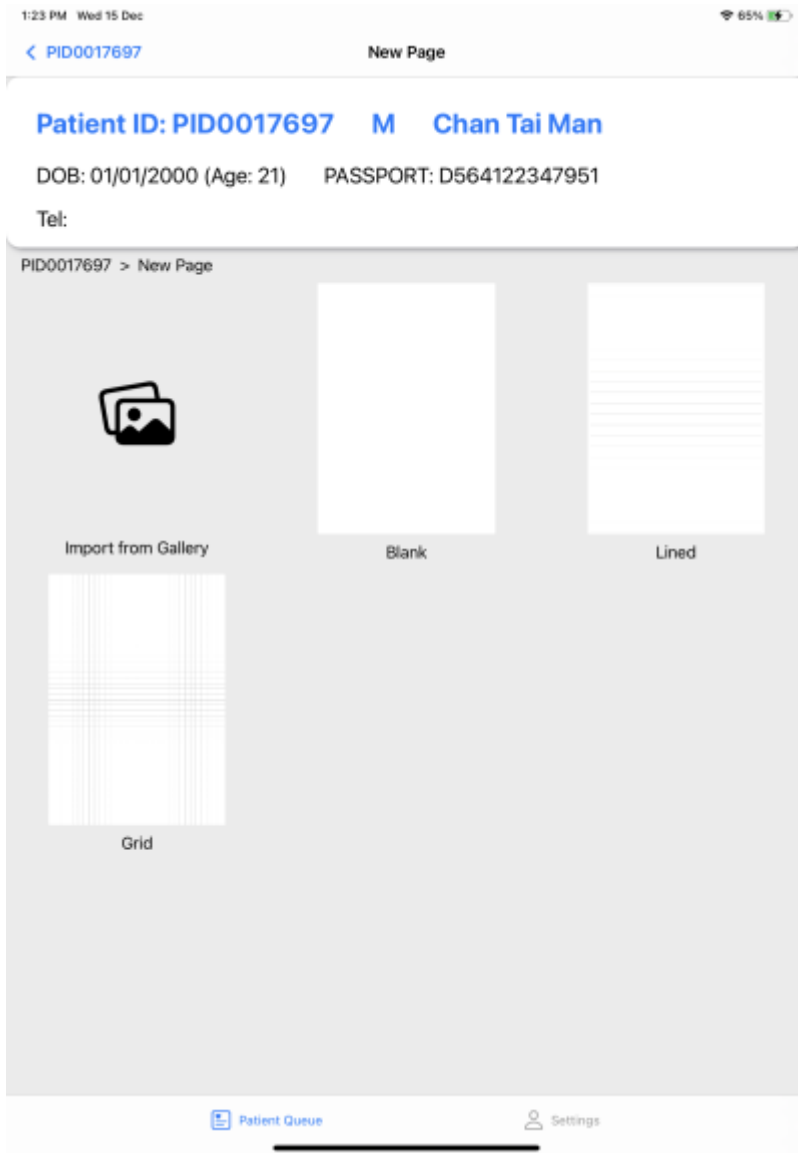 1:23 PM Wed 15 Dec 65%
PID0017697 New Page
Patient ID: PID0017697 M Chan Tai Man
DOB: 01/01/2000 (Age: 21) PASSPORT: D564122347951
Tel:
PID0017697 > New Page
Import from Gallery Blank Lined
Grid
Patient Queue Settings